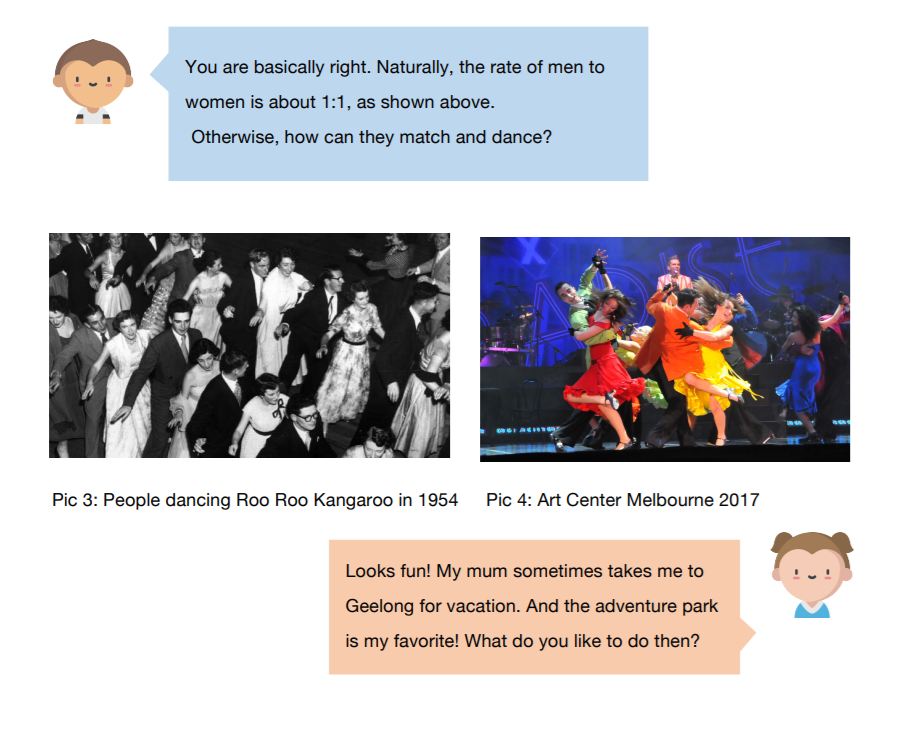 You are basically right. Naturally, the rate of men to
women is about 1:1, as shown above.
Otherwise, how can they match and dance?
ADISE
Pic 3: People dancing Roo Roo Kangaroo in 1954
Pic 4: Art Center Melbourne 2017
Looks fun! My mum sometimes takes me to
Geelong for vacation. And the adventure park
is my favorite! What do you like to do then?